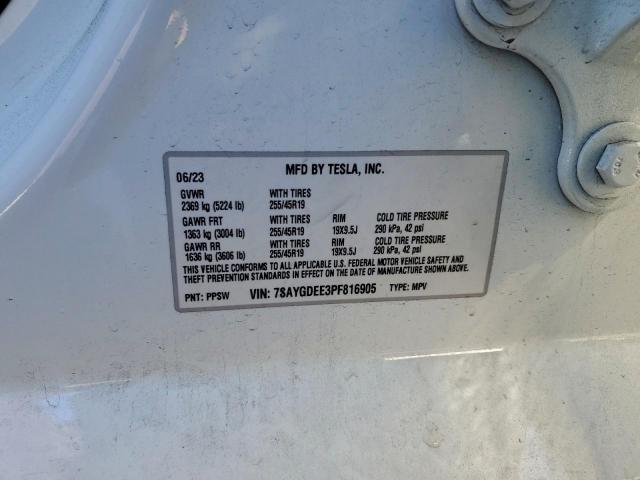 06/23 MFD BY TESLA, INC.
GVWR WITH TIRES
2369 kg (5224 lb) 255/45R19
GAWR FRT WITH TIRES RIM COLD TIRE PRESSURE
1363 kg (3004 lb) 255/45R19 19X9.5J 290 kPa, 42 psi
GAWR RR WITH TIRES RIM COLD TIRE PRESSURE
1636 kg (3606 lb) 255/45R19 19X9.5J 290 kPa, 42 psi
THIS VEHICLE CONFORMS TO ALL APPLICABLE U.S. FEDERAL MOTOR VEHICLE SAFETY AND
THEFT PREVENTION STANDARDS IN EFFECT ON THE DATE OF MANUFACTURE SHOWN ABOVE.
PNT: PPSW VIN: 7SAYGDEE3PF816905 TYPE: MPV